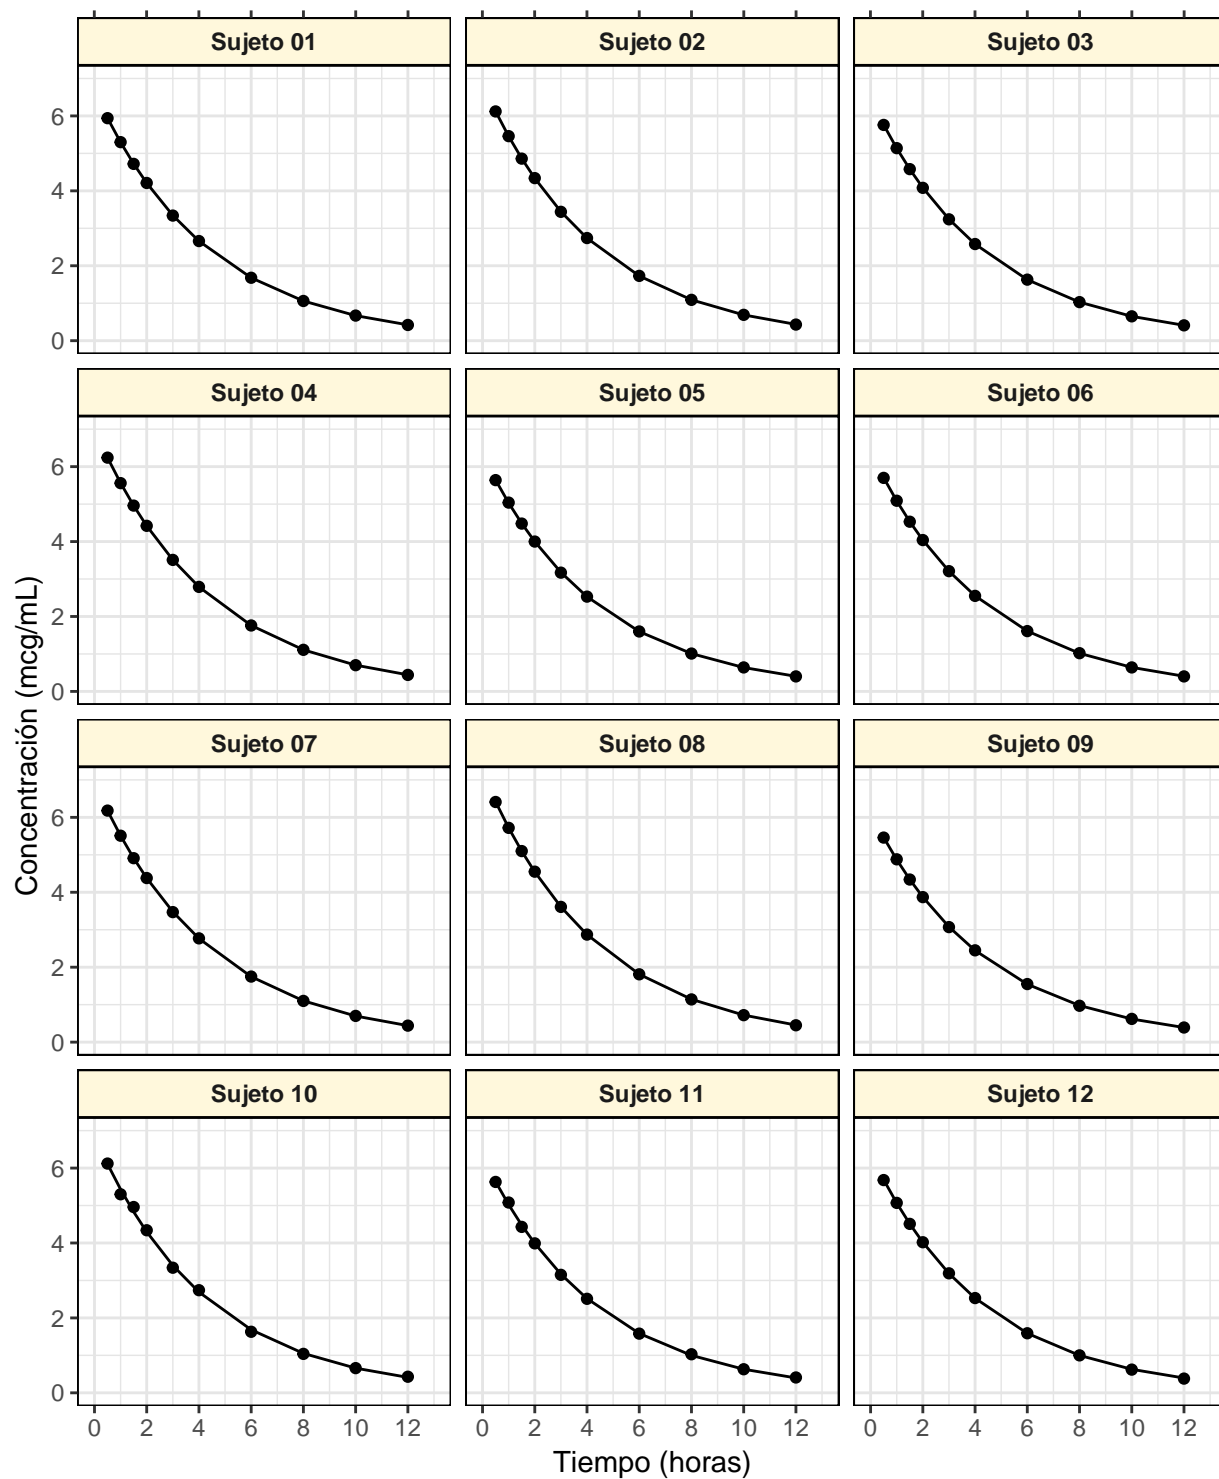 Sujeto 01
Sujeto 02
Sujeto 03
6
4
2
0
Sujeto 04
Sujeto 05
Sujeto 06
6
4
2
0
Concentración (mcg/mL)
Sujeto 07
Sujeto 08
Sujeto 09
6
4
2
0
Sujeto 10
Sujeto 11
Sujeto 12
6
4
2
0
0 2 4 6 8 10 12
0 2 4 6 8 10 12
0 2 4 6 8 10 12
Tiempo (horas)